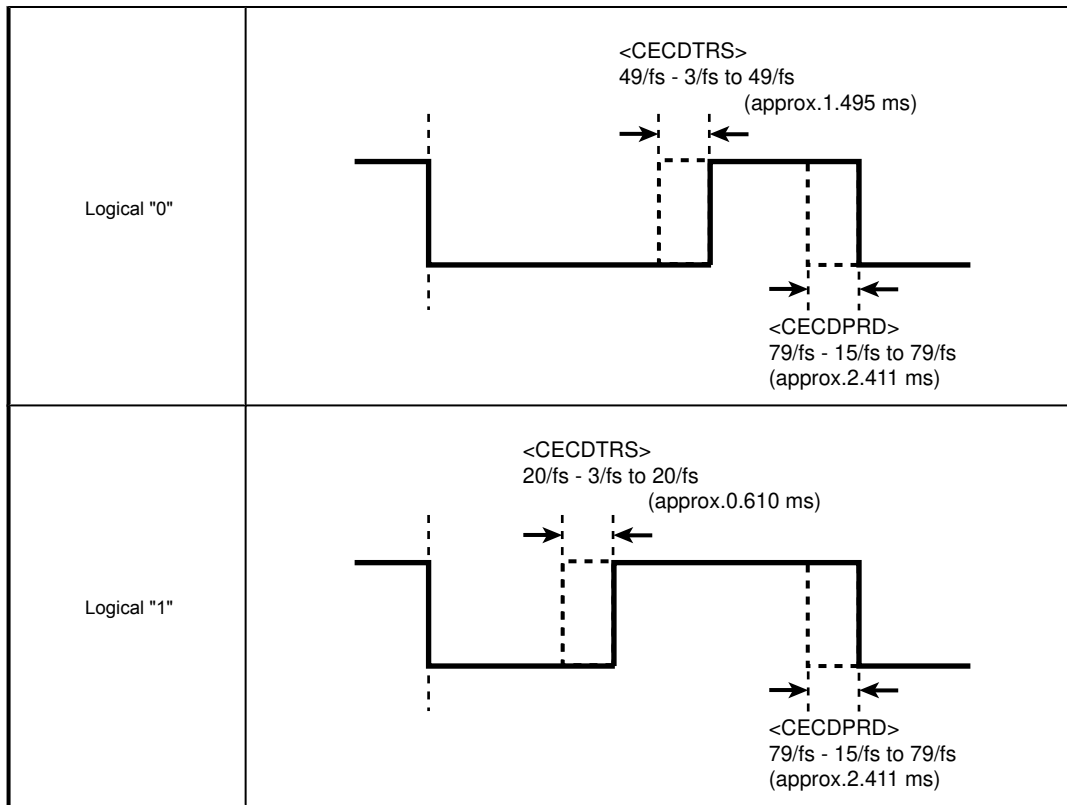 Logical "0"
<CECDTRS>
49/fs - 3/fs to 49/fs
(approx.1.495 ms)
<CECDPRD>
79/fs - 15/fs to 79/fs
(approx.2.411 ms)
Logical "1"
<CECDTRS>
20/fs - 3/fs to 20/fs
(approx.0.610 ms)
<CECDPRD>
79/fs - 15/fs to 79/fs
(approx.2.411 ms)